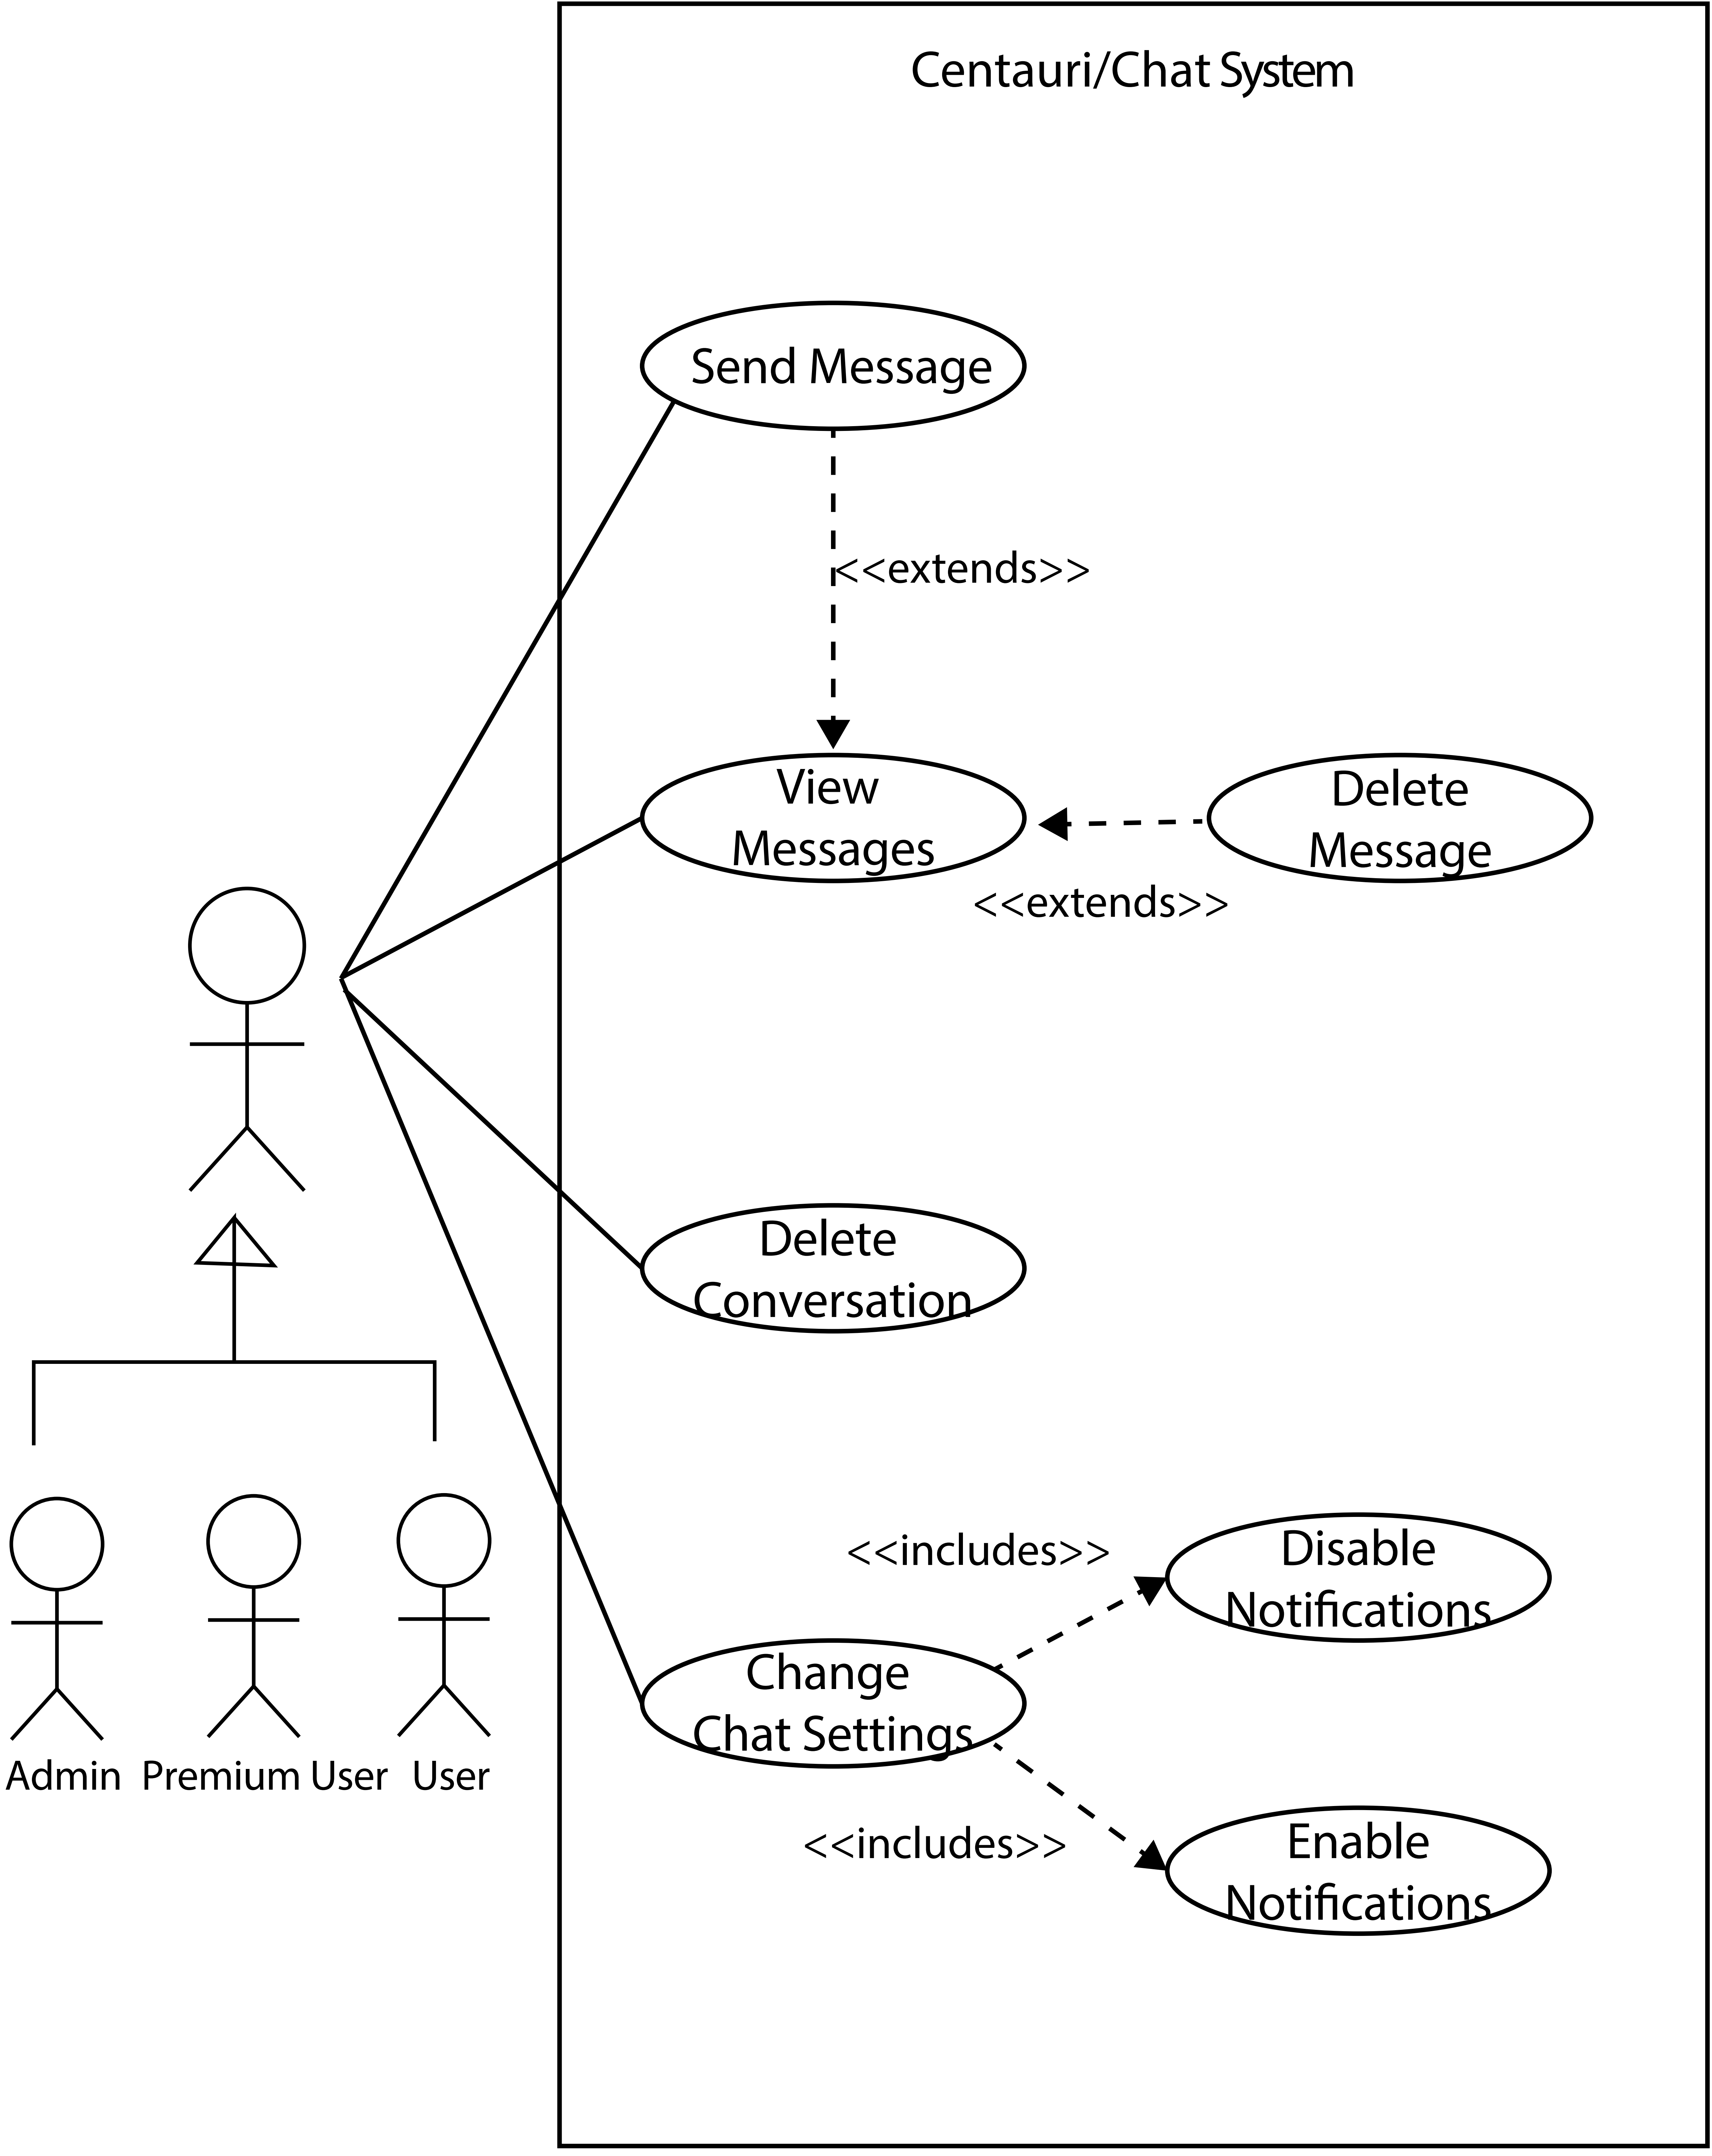 Centauri/Chat System
Send Message
<<extends>>
View
Messages
Delete
Message
<<extends>>
Delete
Conversation
<<includes>>
Disable
Notifications
Change
Chat Settings
<<includes>>
Enable
Notifications
Admin
Premium User
User